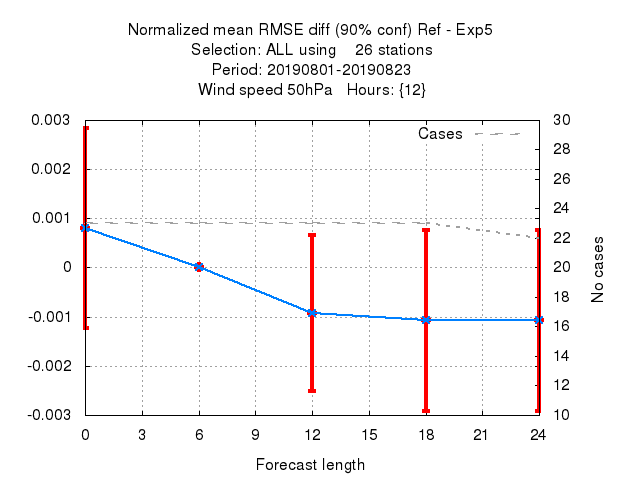 Normalized mean RMSE diff (90% conf) Ref - Exp5
Selection: ALL using 26 stations
Period: 20190801-20190823
Wind speed 50hPa Hours: {12}
Cases
0.003
0.002
0.001
0
-0.001
-0.002
-0.003
30
28
26
24
22
20
18
16
14
12
10
No cases
0 3 6 9 12 15 18 21 24
Forecast length